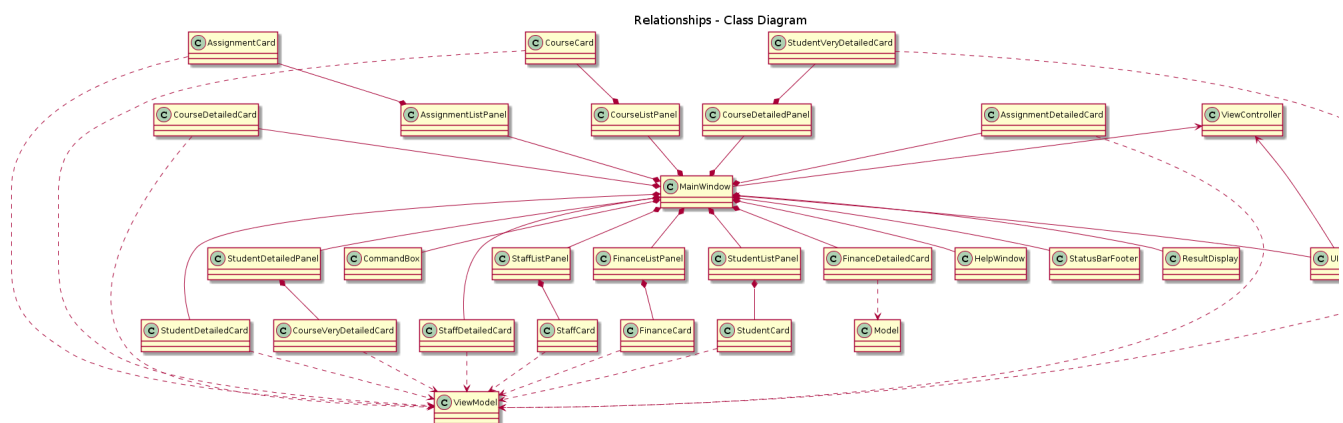 Relationships - Class Diagram
C AssignmentCard
C CourseCard
C StudentVeryDetailedCard
C CourseDetailedCard
C AssignmentListPanel
C CourseListPanel
C CourseDetailedPanel
C AssignmentDetailedCard
C ViewController
C MainWindow
C StudentDetailedPanel
C CommandBox
C StaffListPanel
C FinanceListPanel
C StudentListPanel
C FinanceDetailedCard
C HelpWindow
C StatusBarFooter
C ResultDisplay
C UI
C StudentDetailedCard
C CourseVeryDetailedCard
C StaffDetailedCard
C StaffCard
C FinanceCard
C StudentCard
C Model
C ViewModel